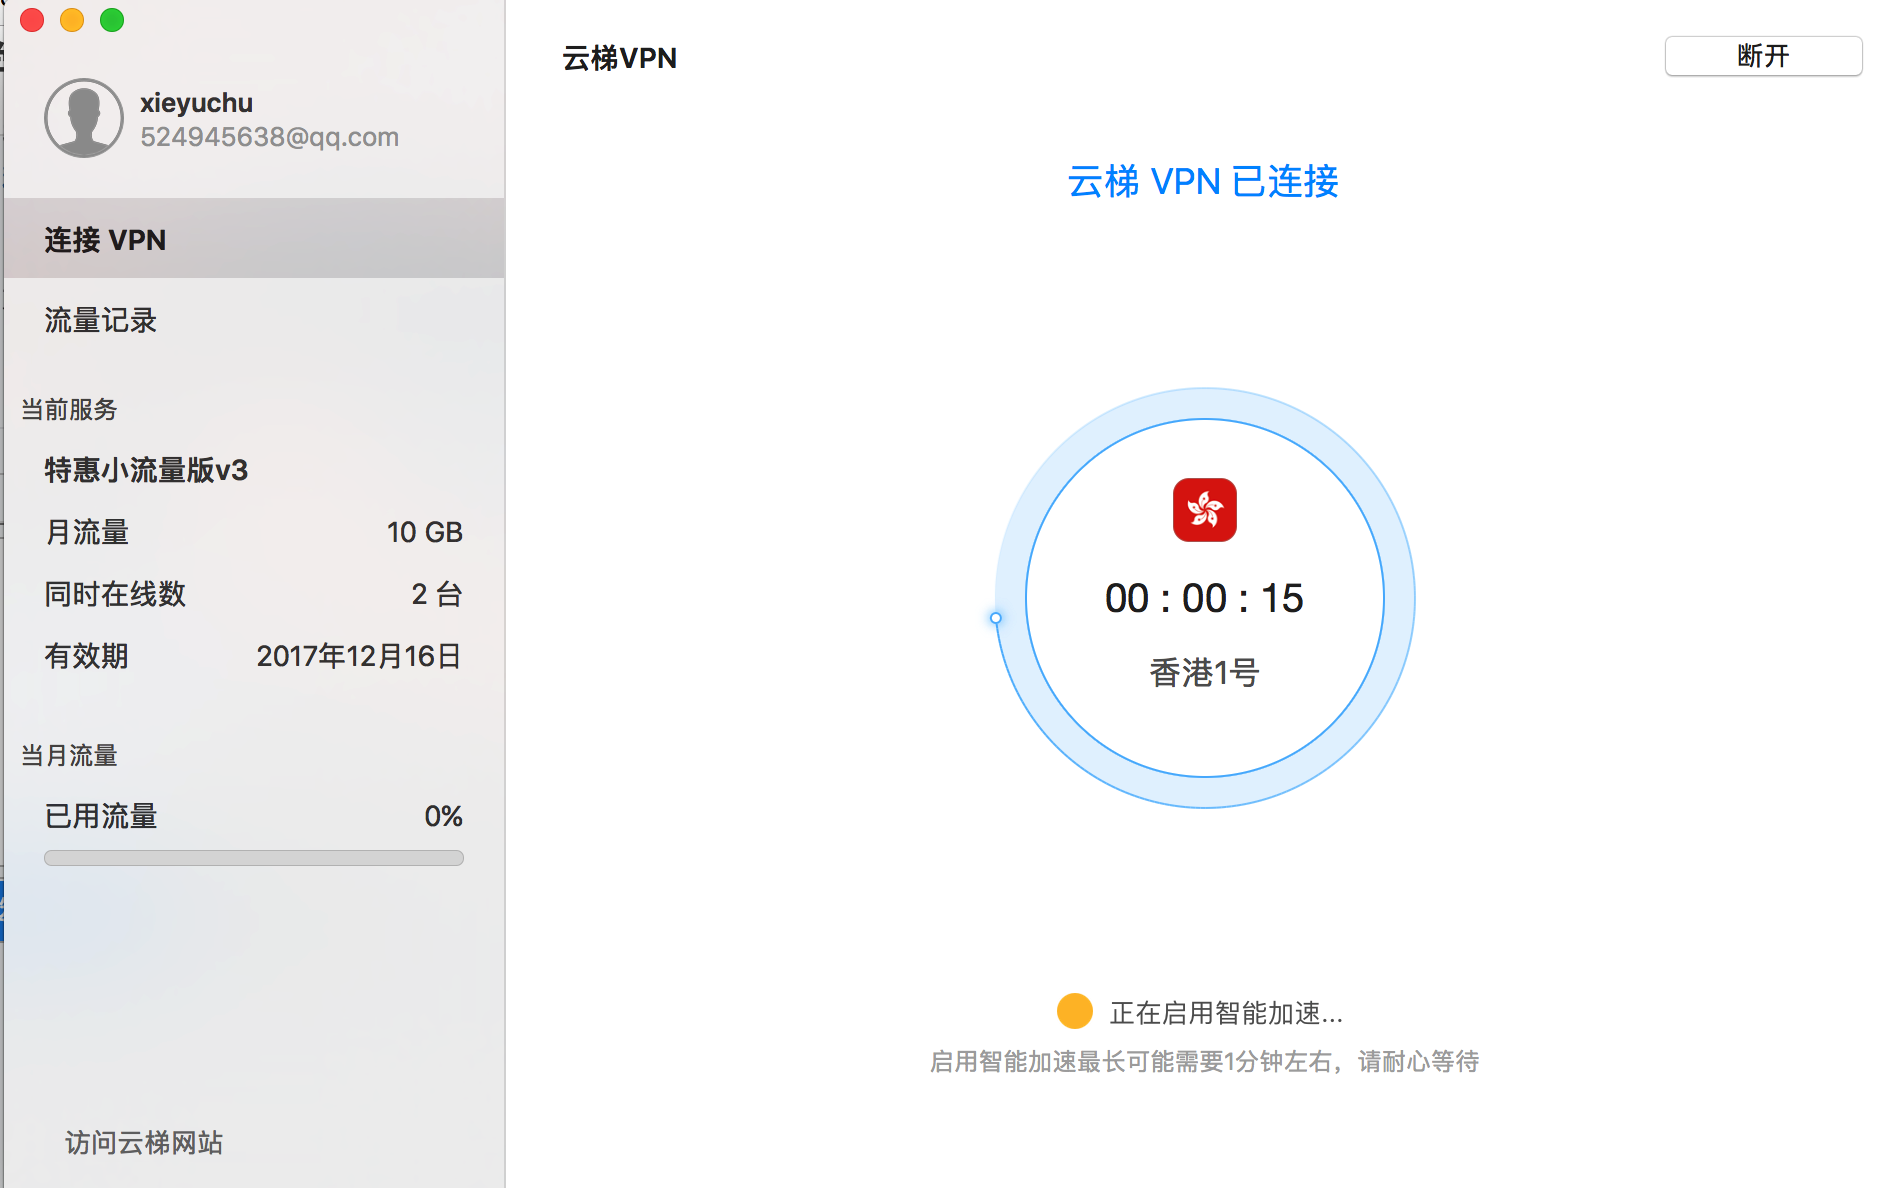 xieyuchu
524945638@qq.com
连接 VPN
流量记录
当前服务
特惠小流量版v3
月流量 10 GB
同时在线数 2 台
有效期 2017年12月16日
当月流量
已用流量 0%
访问云梯网站
云梯VPN
断开
云梯 VPN 已连接
00 : 00 : 15
香港1号
正在启用智能加速...
启用智能加速最长可能需要1分钟左右，请耐心等待